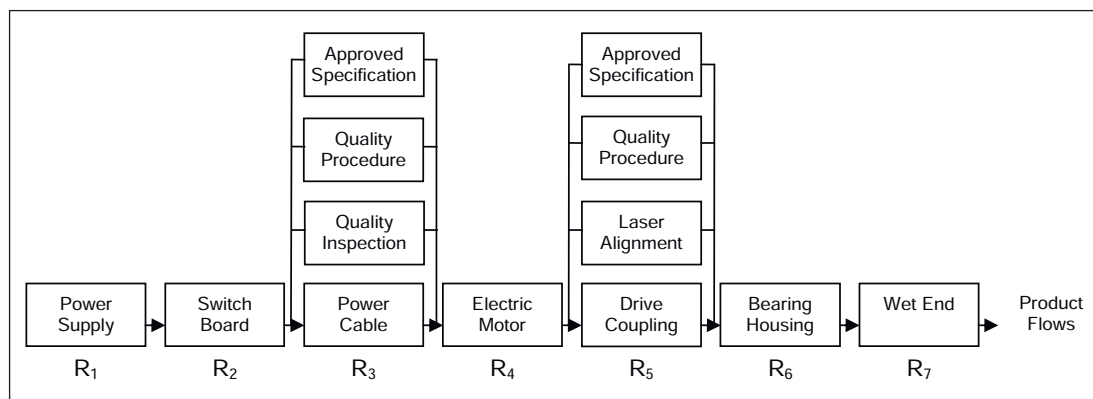 Approved
Specification
Quality
Procedure
Quality
Inspection
Approved
Specification
Quality
Procedure
Laser
Alignment
Power
Supply
Switch
Board
Power
Cable
Electric
Motor
Drive
Coupling
Bearing
Housing
Wet End
Product
Flows
R1
R2
R3
R4
R5
R6
R7